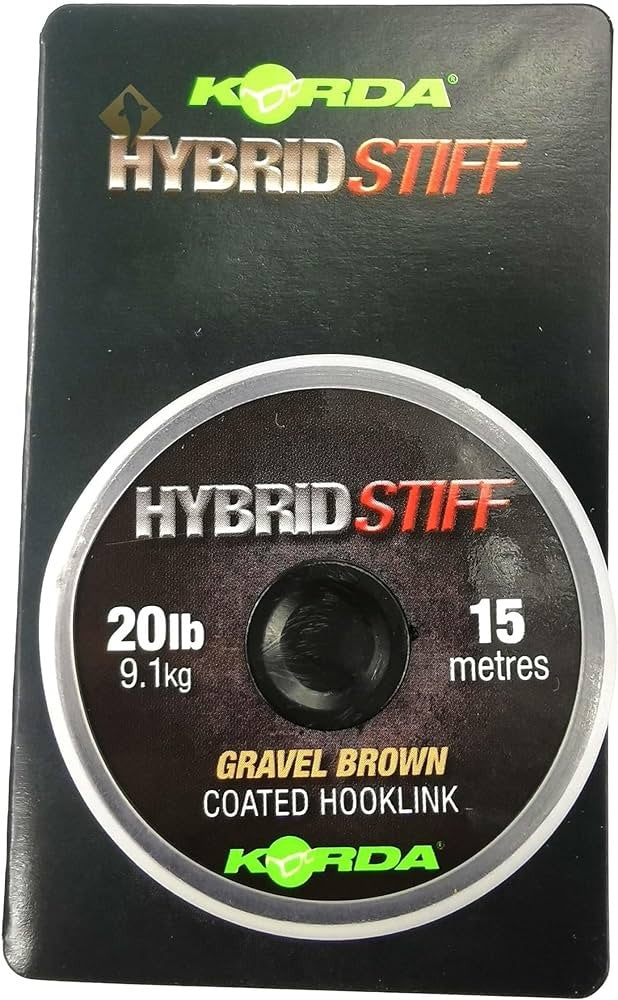 KORDA®
HYBRID STIFF
HYBRID STIFF
20lb
9.1kg
15
metres
GRAVEL BROWN
COATED HOOKLINK
KORDA®